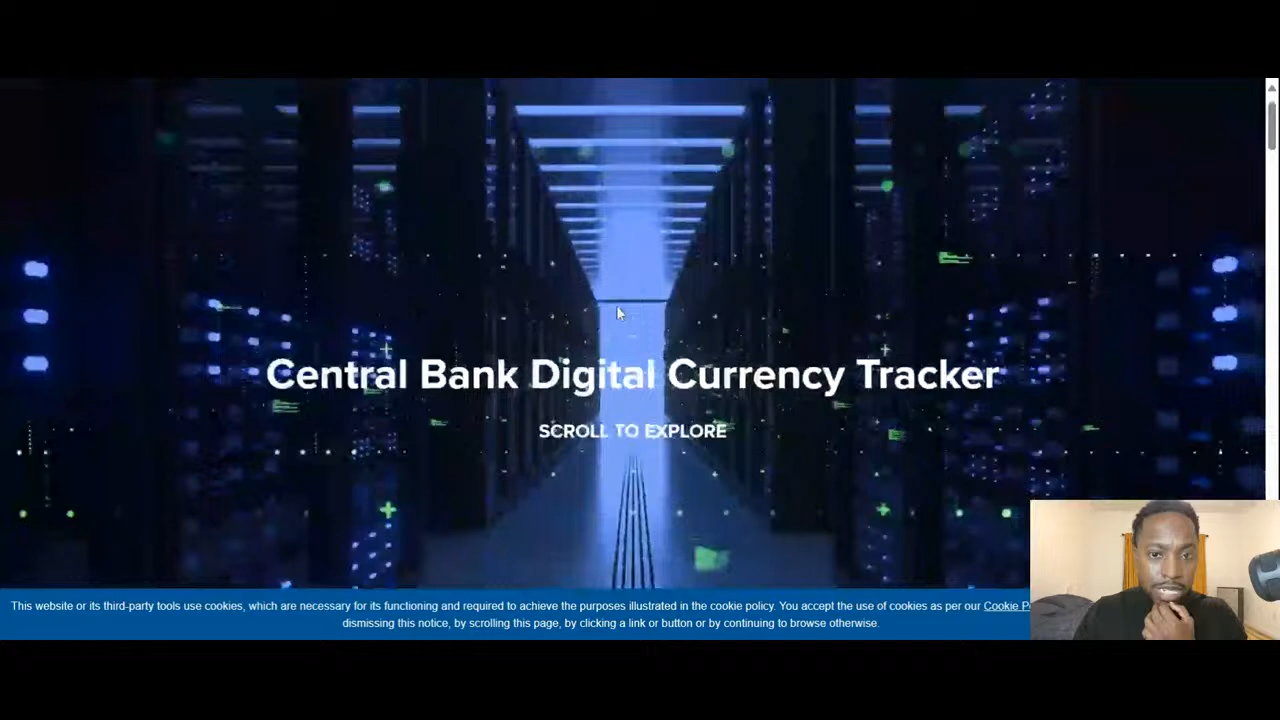 Central Bank Digital Currency Tracker
SCROLL TO EXPLORE
This website or its third-party tools use cookies, which are necessary for its functioning and required to achieve the purposes illustrated in the cookie policy. You accept the use of cookies as per our Cookie
dismissing this notice, by scrolling this page, by clicking a link or button or by continuing to browse otherwise.